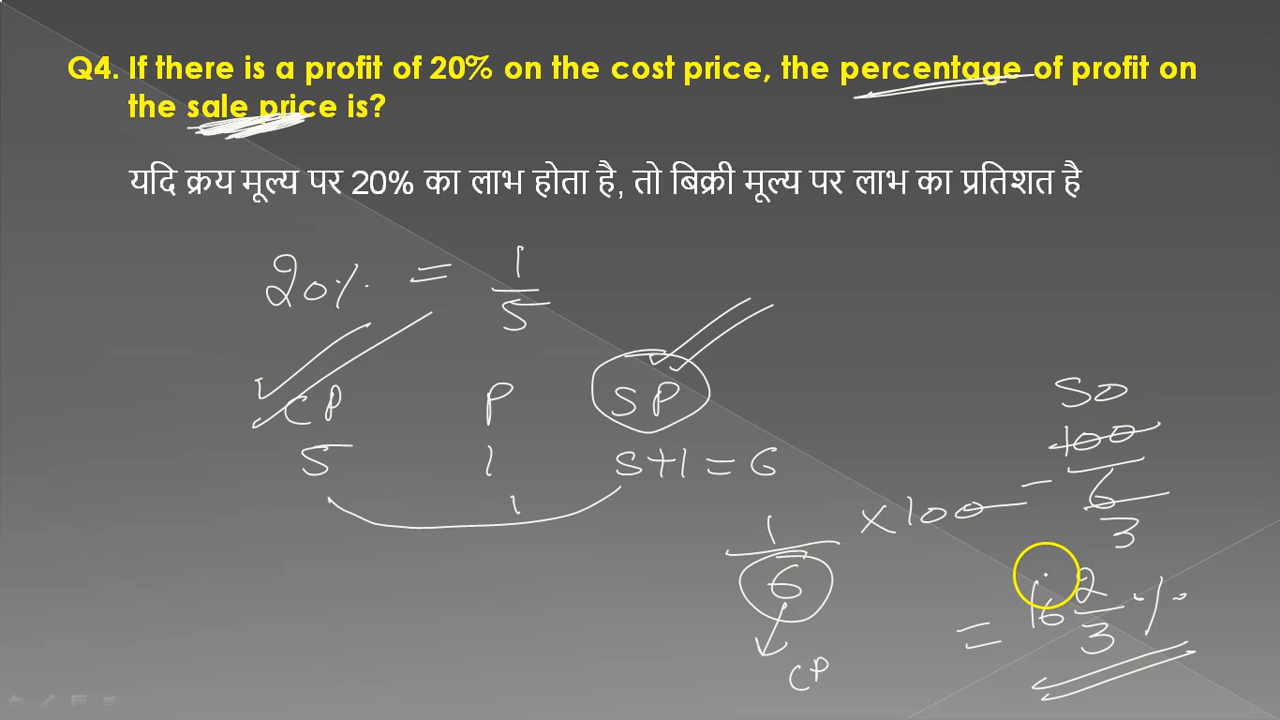 Q4. If there is a profit of 20% on the cost price, the percentage of profit on
the sale price is?
यदि क्रय मूल्य पर 20% का लाभ होता है, तो बिक्री मूल्य पर लाभ का प्रतिशत है
20% = 1/5
CP P SP
5 1 5+1=6
1
1/6 ×100 = 100/6
50
3
CP
= 16 2/3 %